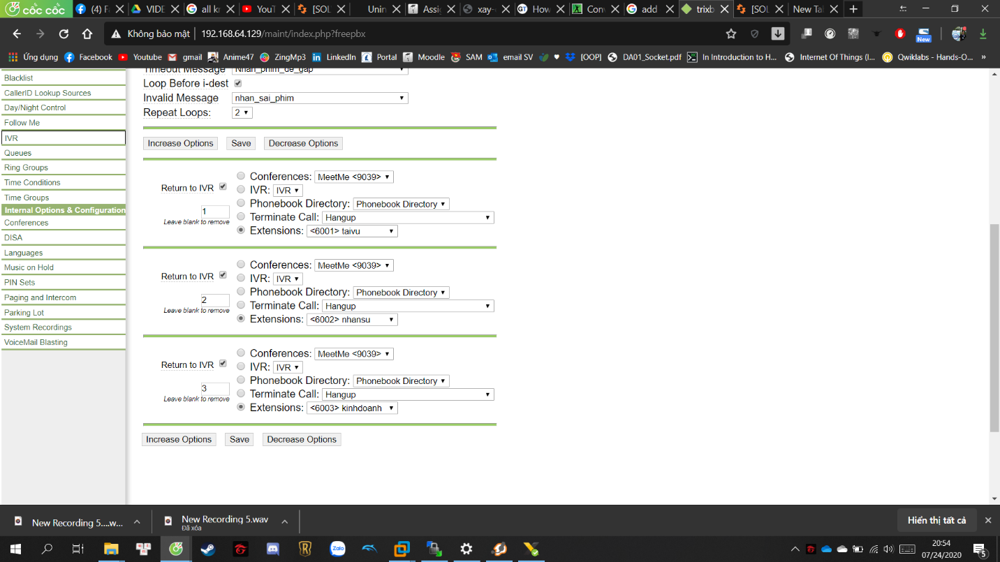 cốc cốc
(4) Fa
VIDE
all kr
YouT
[SOL
Unin
Assig
xay-
How
Conv
add
trixb
[SOL
New Tab
Không bảo mật
192.168.64.129/maint/index.php?freepbx
New
Ứng dụng
Facebook
Youtube
gmail
Anime47
ZingMp3
LinkedIn
Portal
Moodle
SAM
email SV
[OOP]
DA01_Socket.pdf
In Introduction to H...
Internet Of Things (I...
Qwiklabs - Hands-O...
»
Blacklist
CallerID Lookup Sources
Day/Night Control
Follow Me
IVR
Queues
Ring Groups
Time Conditions
Time Groups
Internal Options & Configuration
Conferences
DISA
Languages
Music on Hold
PIN Sets
Paging and Intercom
Parking Lot
System Recordings
VoiceMail Blasting
Timeout Message Nhan_phim_de_gap
Loop Before i-dest
Invalid Message nhan_sai_phim
Repeat Loops: 2
Increase Options Save Decrease Options
Conferences: MeetMe <9039>
Return to IVR
IVR: IVR
Phonebook Directory: Phonebook Directory
1
Terminate Call: Hangup
Leave blank to remove
Extensions: <6001> taivu
Conferences: MeetMe <9039>
Return to IVR
IVR: IVR
Phonebook Directory: Phonebook Directory
2
Terminate Call: Hangup
Leave blank to remove
Extensions: <6002> nhansu
Conferences: MeetMe <9039>
Return to IVR
IVR: IVR
Phonebook Directory: Phonebook Directory
3
Terminate Call: Hangup
Leave blank to remove
Extensions: <6003> kinhdoanh
Increase Options Save Decrease Options
New Recording 5....w...
New Recording 5.wav
Đã xóa
Hiển thị tất cả
Zalo
20:54
07/24/2020
5